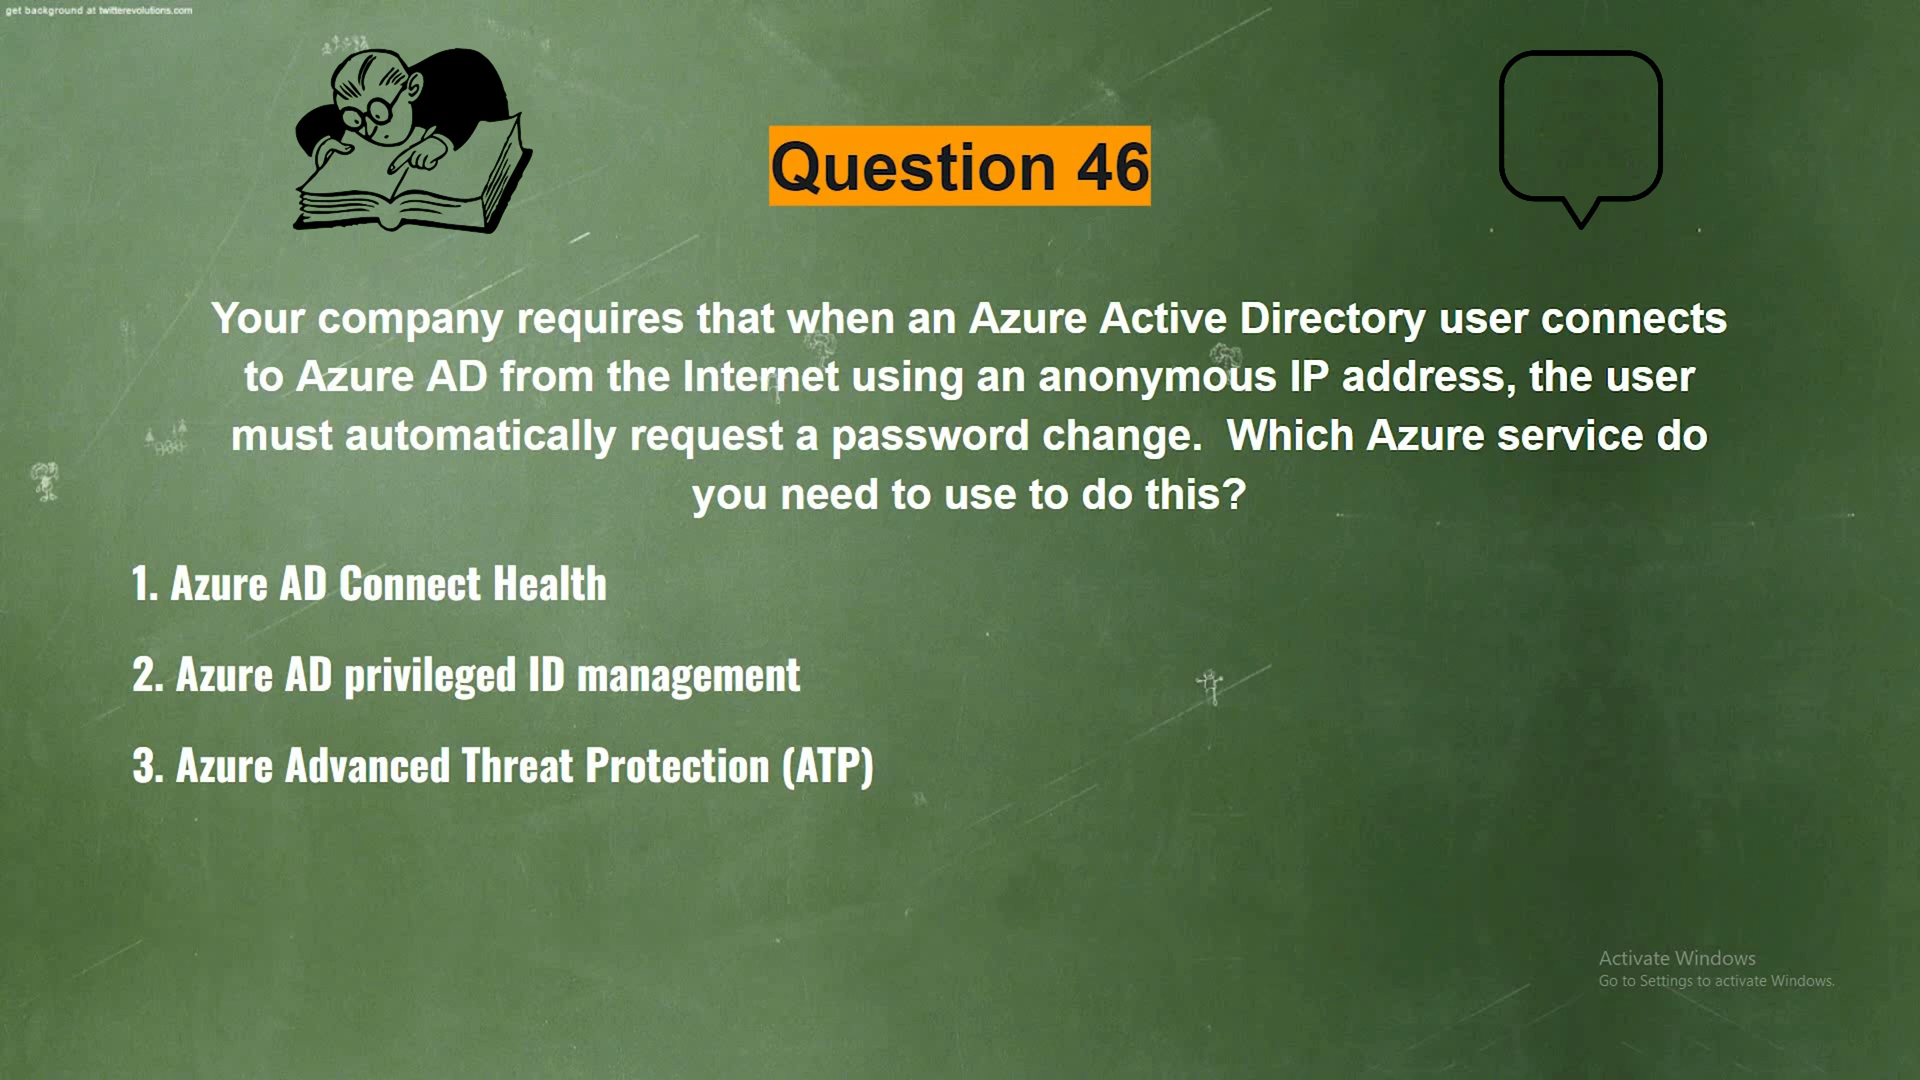 get background at twitterevolutions.com
Question 46
Your company requires that when an Azure Active Directory user connects
to Azure AD from the Internet using an anonymous IP address, the user
must automatically request a password change.  Which Azure service do
you need to use to do this?
1. Azure AD Connect Health
2. Azure AD privileged ID management
3. Azure Advanced Threat Protection (ATP)
Activate Windows
Go to Settings to activate Windows.